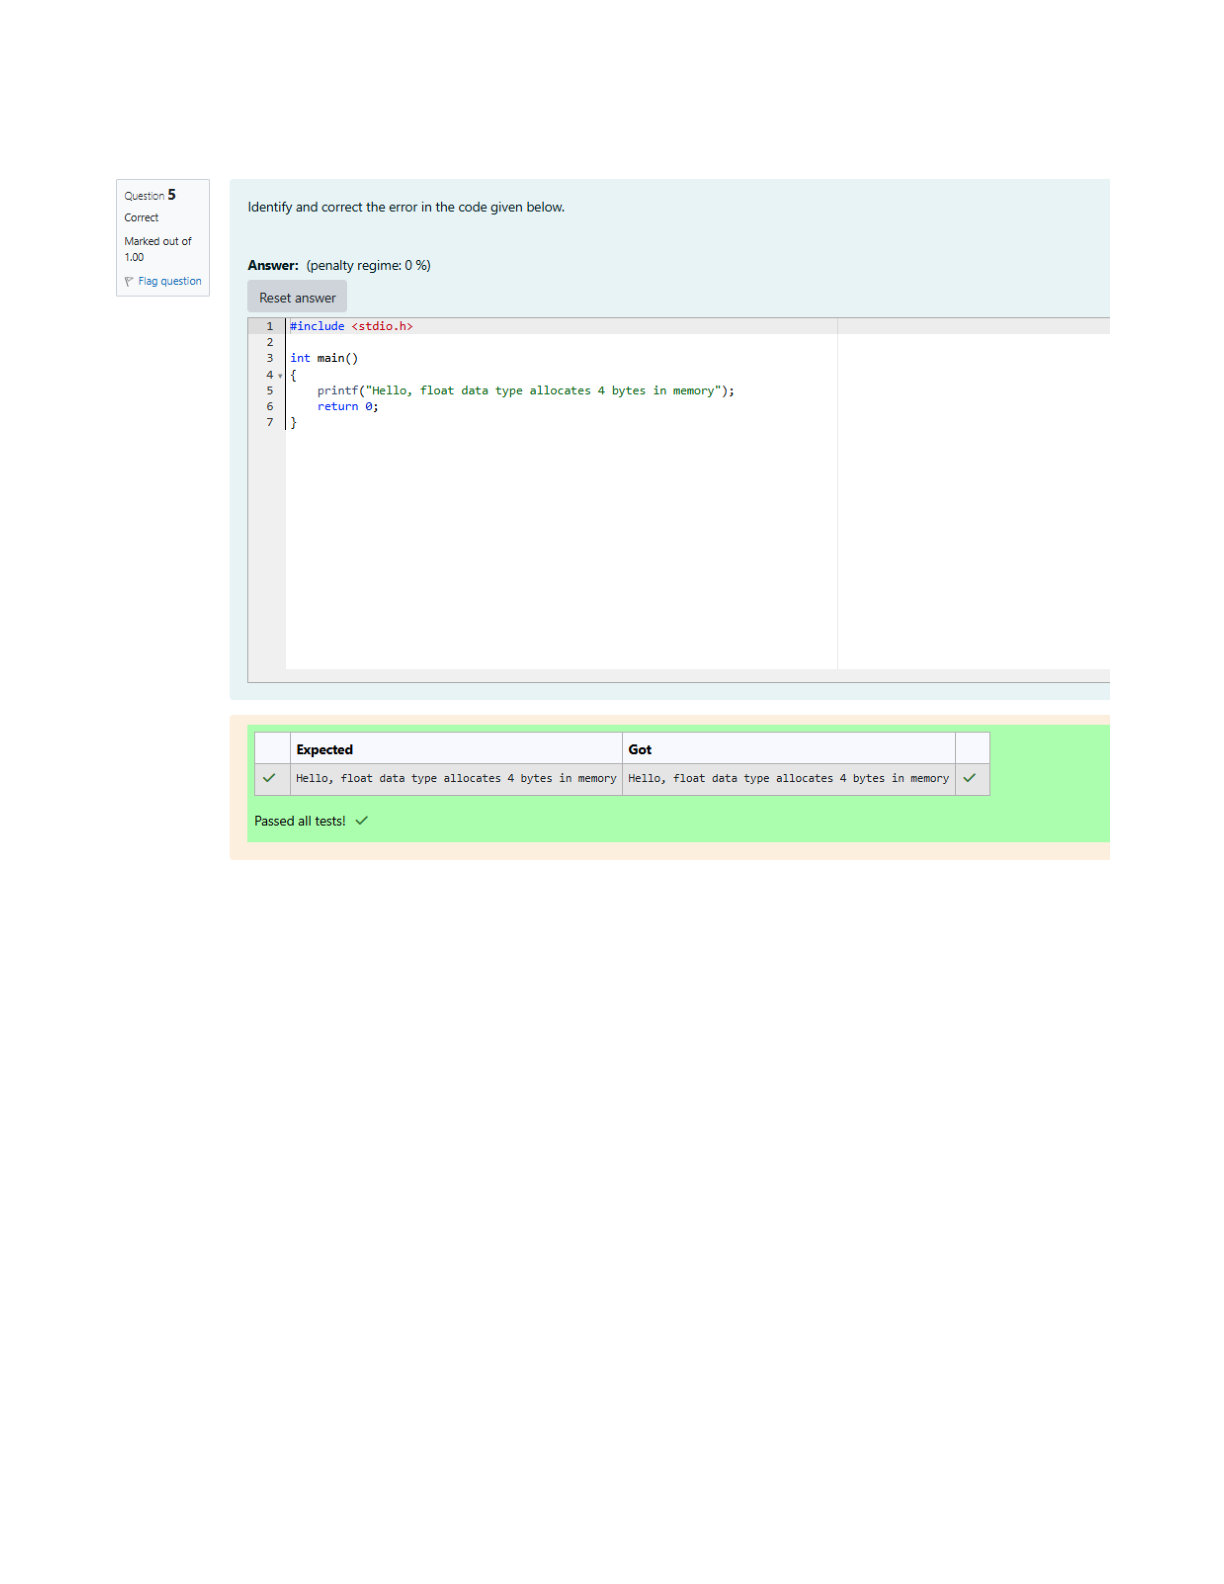 Question 5
Correct
Marked out of
1.00
Flag question
Identify and correct the error in the code given below.
Answer: (penalty regime: 0 %)
Reset answer
1 #include <stdio.h>
2
3 int main()
4 {
5     printf("Hello, float data type allocates 4 bytes in memory");
6     return 0;
7 }
Expected Got
Hello, float data type allocates 4 bytes in memory Hello, float data type allocates 4 bytes in memory
Passed all tests!